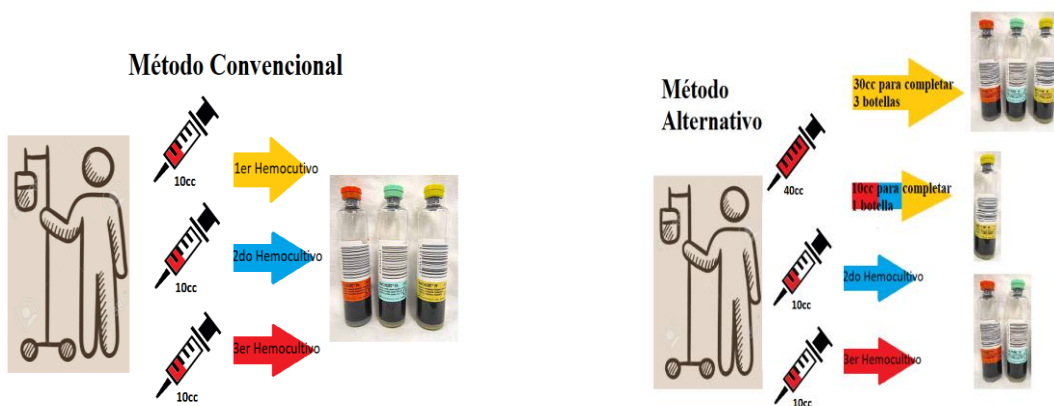 Método Convencional
10cc
1er Hemocutivo
10cc
2do Hemocultivo
10cc
3er Hemocultivo
Método
Alternativo
40cc
30cc para completar
3 botellas
10cc para completar
1 botella
10cc
2do Hemocultivo
10cc
3er Hemocultivo